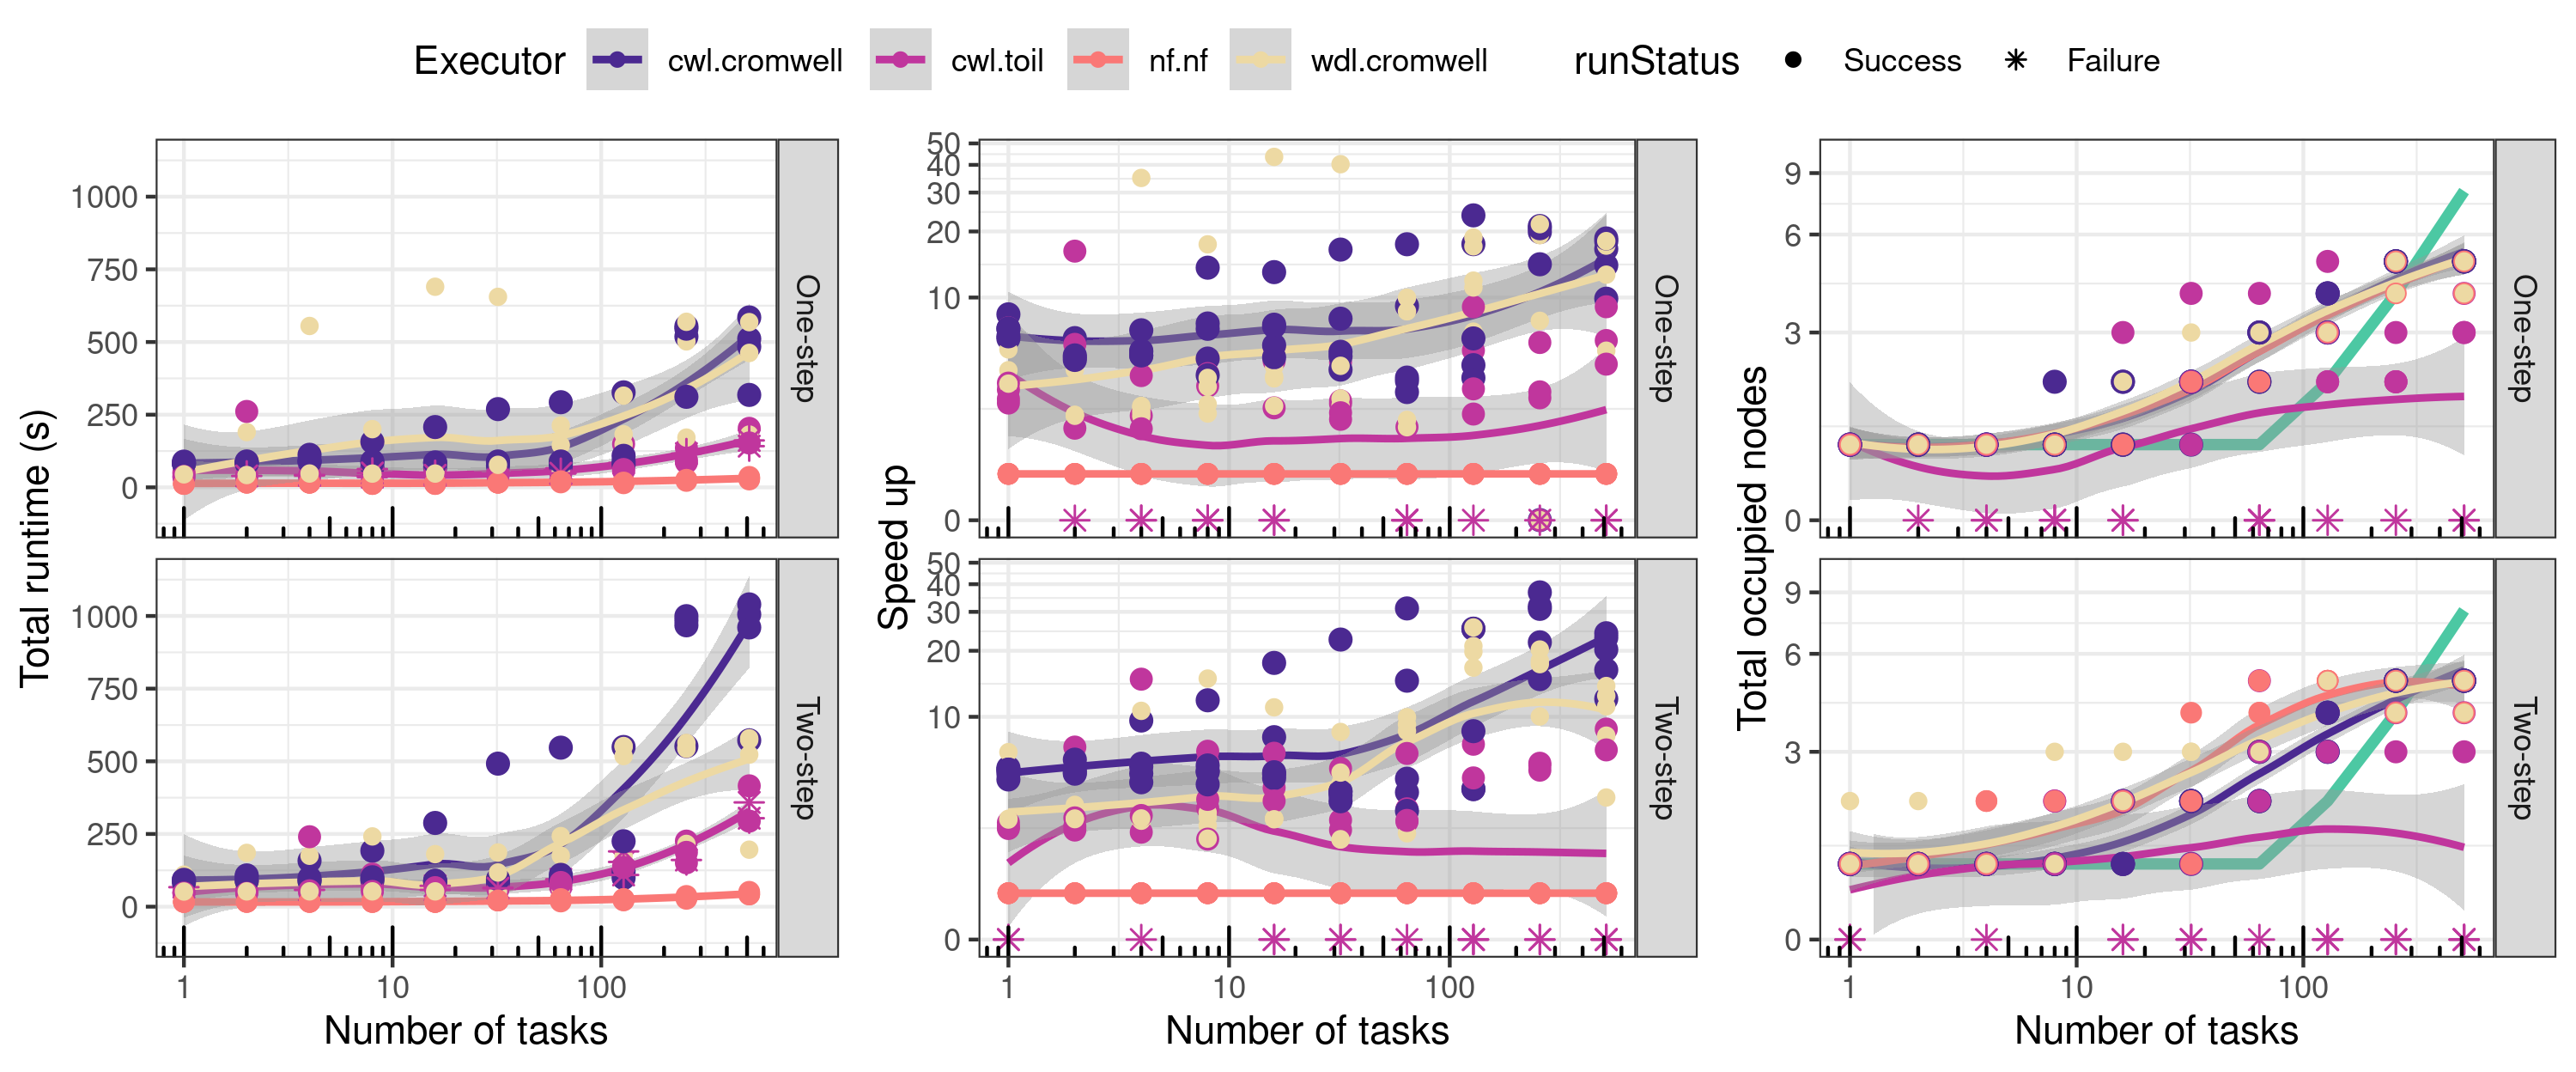 Executor cwl.cromwell cwl.toil nf.nf wdl.cromwell runStatus Success Failure
Total runtime (s)
1000
750
500
250
0
One-step
1000
750
500
250
0
Two-step
1 10 100
Number of tasks
Speed up
50
40
30
20
10
0
One-step
50
40
30
20
10
0
Two-step
1 10 100
Number of tasks
Total occupied nodes
9
6
3
0
One-step
9
6
3
0
Two-step
1 10 100
Number of tasks